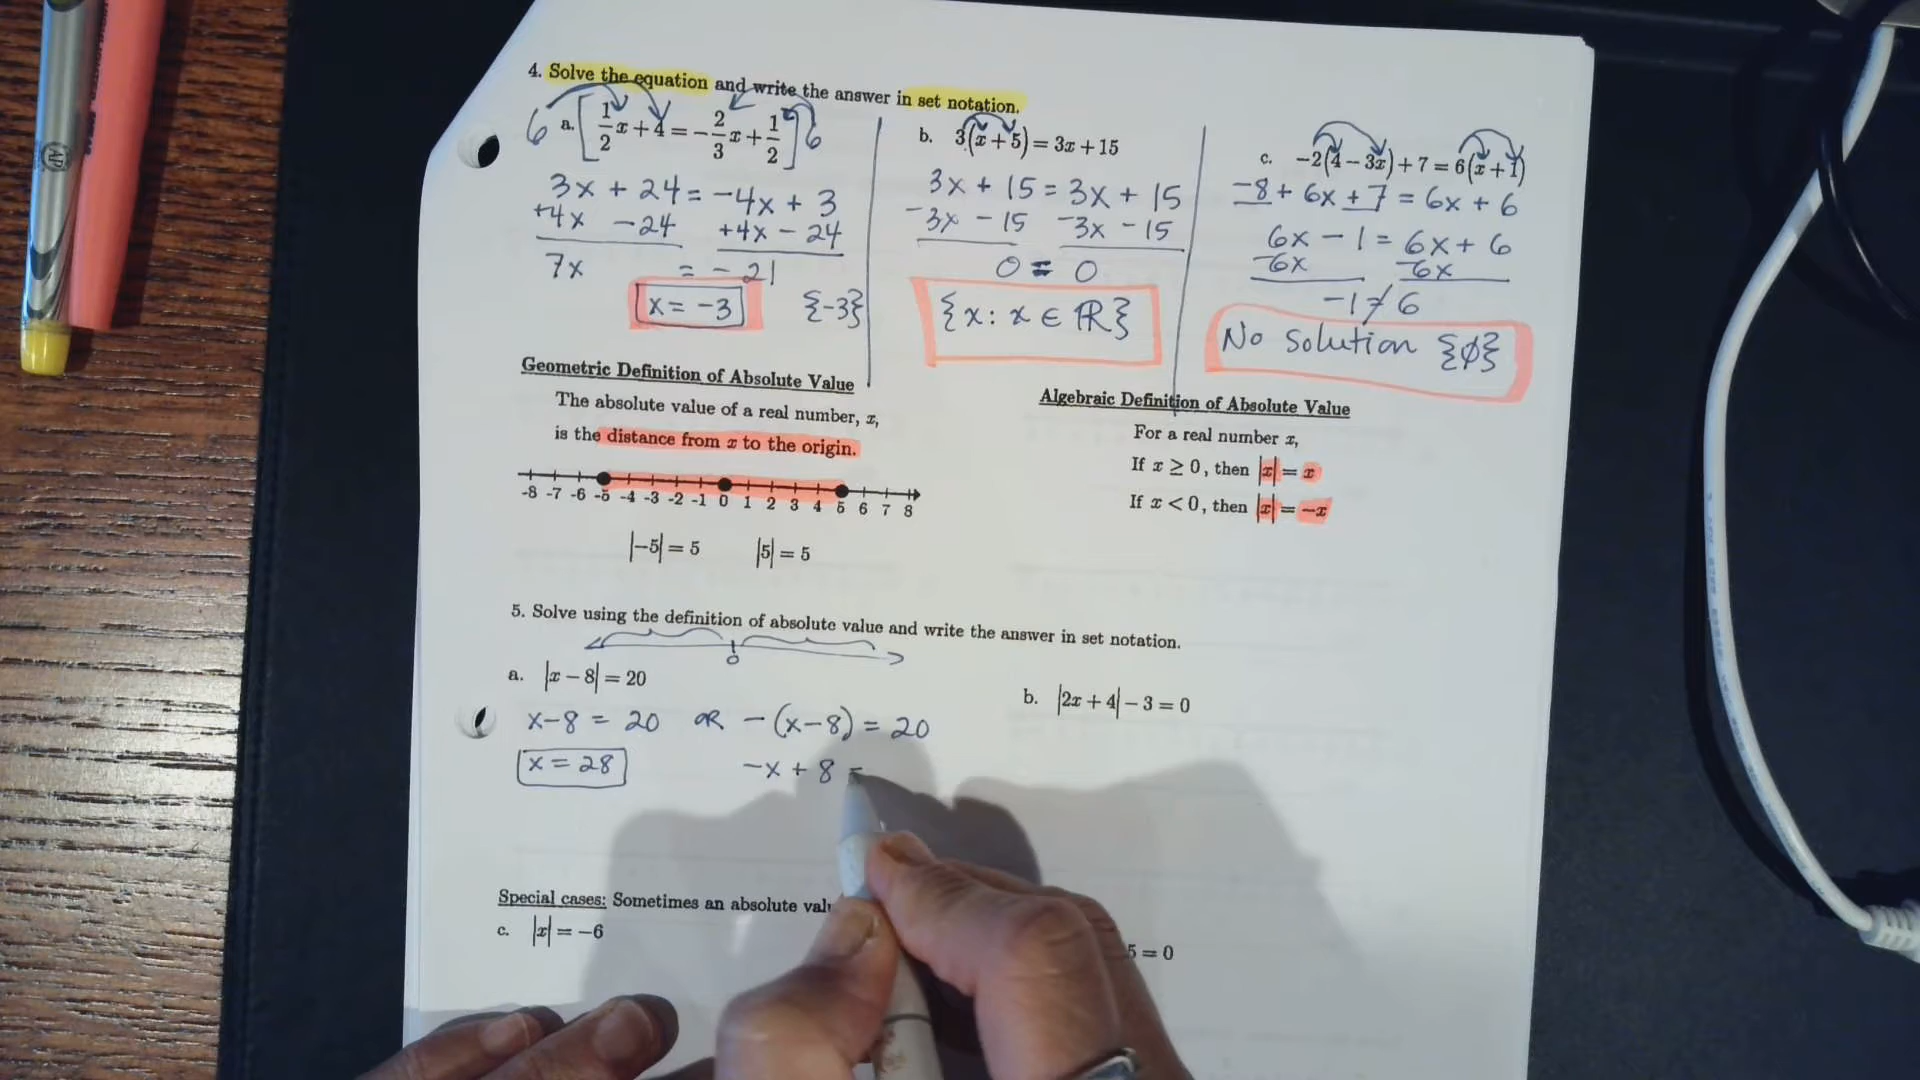 4. Solve the equation and write the answer in set notation.
6 a. [ 1/2 x + 4 = - 2/3 x + 1/2 ] 6
3x + 24 = -4x + 3
+4x - 24 +4x - 24
7x = -21
x = -3 {-3}
b. 3(x + 5) = 3x + 15
3x + 15 = 3x + 15
-3x - 15 -3x - 15
0 = 0
{x: x ∈ ℝ}
c. -2(4 - 3x) + 7 = 6(x + 1)
-8 + 6x + 7 = 6x + 6
6x - 1 = 6x + 6
-6x -6x
-1 ≠ 6
No solution {∅}
Geometric Definition of Absolute Value
The absolute value of a real number, x,
is the distance from x to the origin.
-8 -7 -6 -5 -4 -3 -2 -1 0 1 2 3 4 5 6 7 8
|-5| = 5 |5| = 5
Algebraic Definition of Absolute Value
For a real number x,
If x ≥ 0, then |x| = x
If x < 0, then |x| = -x
5. Solve using the definition of absolute value and write the answer in set notation.
0
a. |x - 8| = 20
x-8 = 20 OR -(x-8) = 20
x = 28 -x + 8 =
b. |2x + 4| - 3 = 0
Special cases: Sometimes an absolute
c. |x| = -6
5 = 0